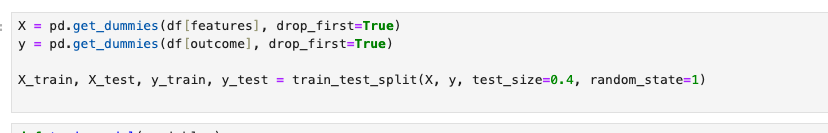 X = pd.get_dummies(df[features], drop_first=True)
y = pd.get_dummies(df[outcome], drop_first=True)
X_train, X_test, y_train, y_test = train_test_split(X, y, test_size=0.4, random_state=1)